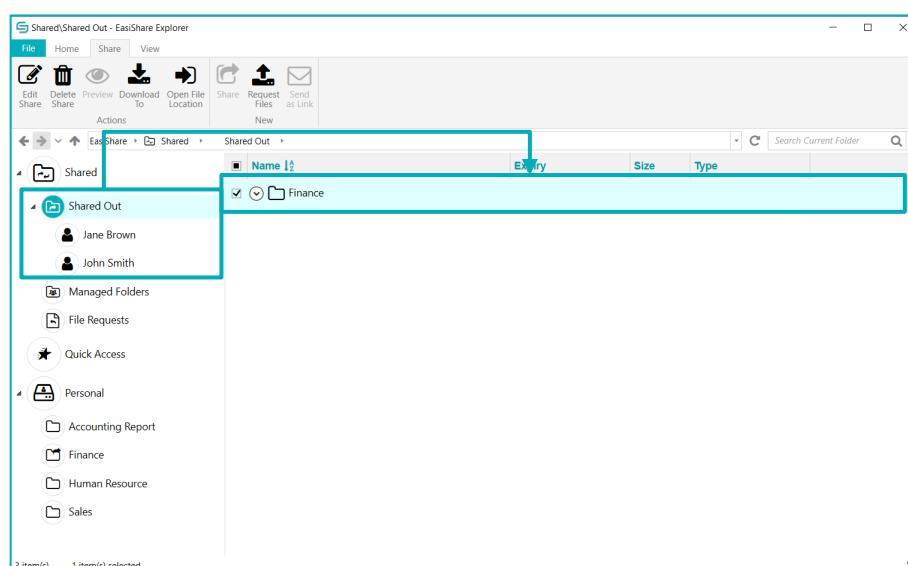 Shared\Shared Out - EasiShare Explorer
File Home Share View
Edit Share Delete Share Preview Download To Open File Location Share Request Files Send as Link
Actions New
EasiShare Shared Shared Out Search Current Folder
Shared
Shared Out
Jane Brown
John Smith
Managed Folders
File Requests
Quick Access
Personal
Accounting Report
Finance
Human Resource
Sales
Name Expiry Size Type
Finance
3 item(s) 1 item(s) selected